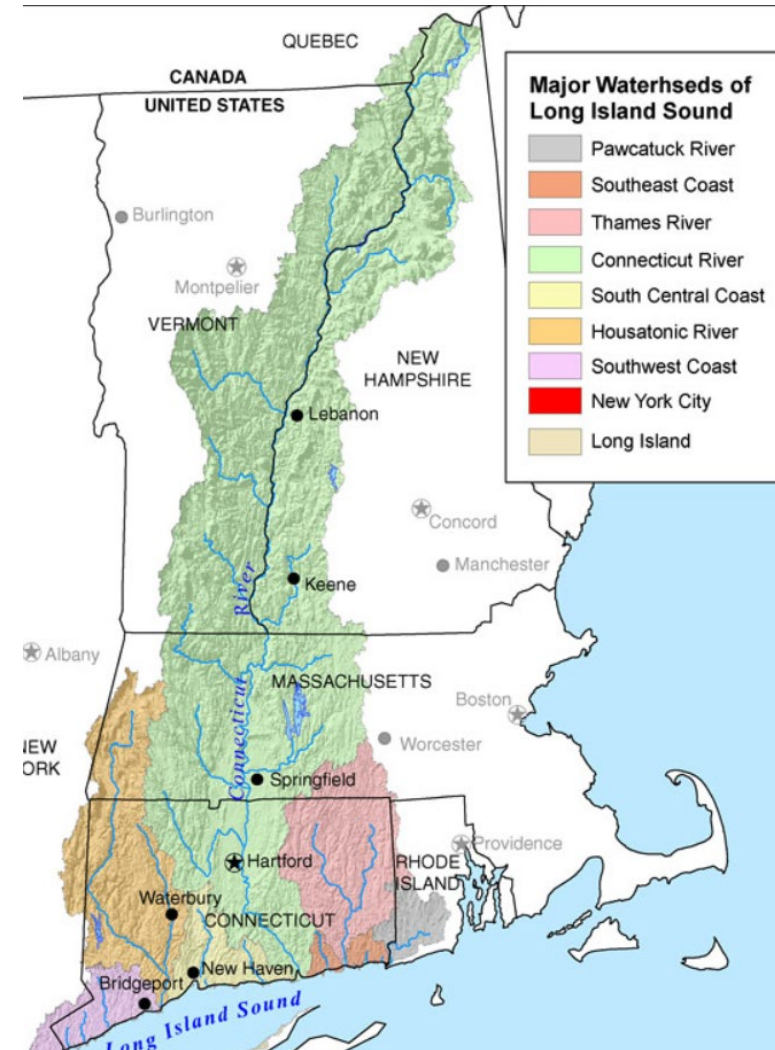 QUEBEC
CANADA
UNITED STATES
Major Waterhseds of
Long Island Sound
Pawcatuck River
Southeast Coast
Thames River
Connecticut River
South Central Coast
Housatonic River
Southwest Coast
New York City
Long Island
Burlington
Montpelier
VERMONT
NEW
HAMPSHIRE
Lebanon
Concord
Manchester
Keene
Connecticut River
Albany
MASSACHUSETTS
Boston
Worcester
NEW
ORK
Springfield
Hartford
Providence
RHODE
ISLAND
Waterbury
CONNECTICUT
New Haven
Bridgeport
Long Island Sound